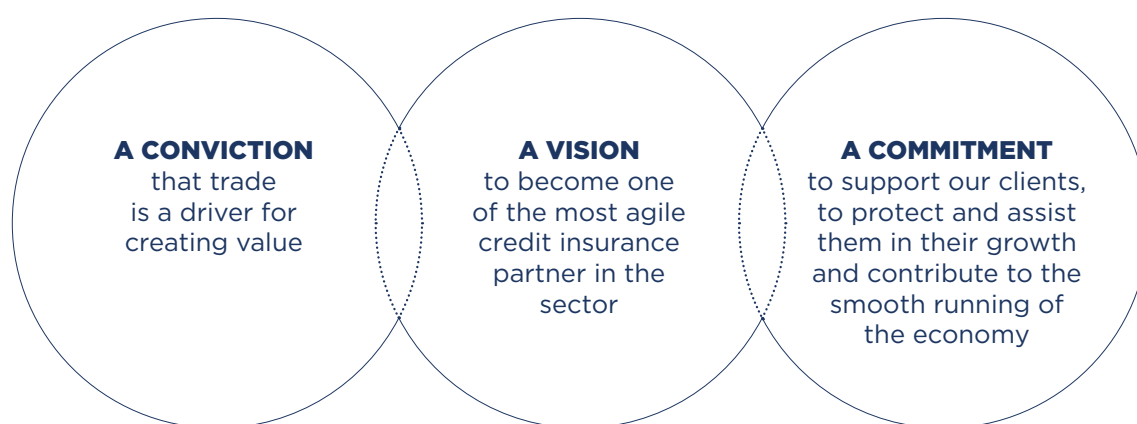 A CONVICTION
that trade
is a driver for
creating value
A VISION
to become one
of the most agile
credit insurance
partner in the
sector
A COMMITMENT
to support our clients,
to protect and assist
them in their growth
and contribute to the
smooth running of
the economy